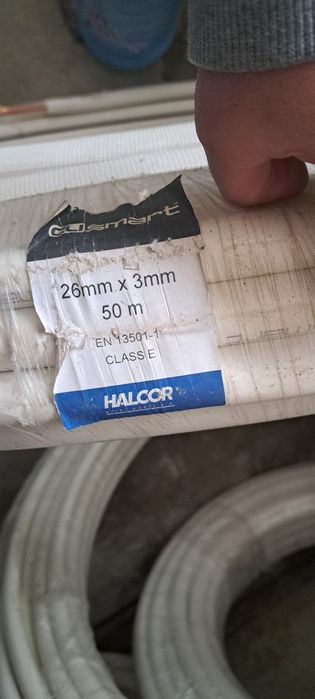 CUsmart
26mm x 3mm
50 m
EN 13501-1
CLASS E
HALCOR